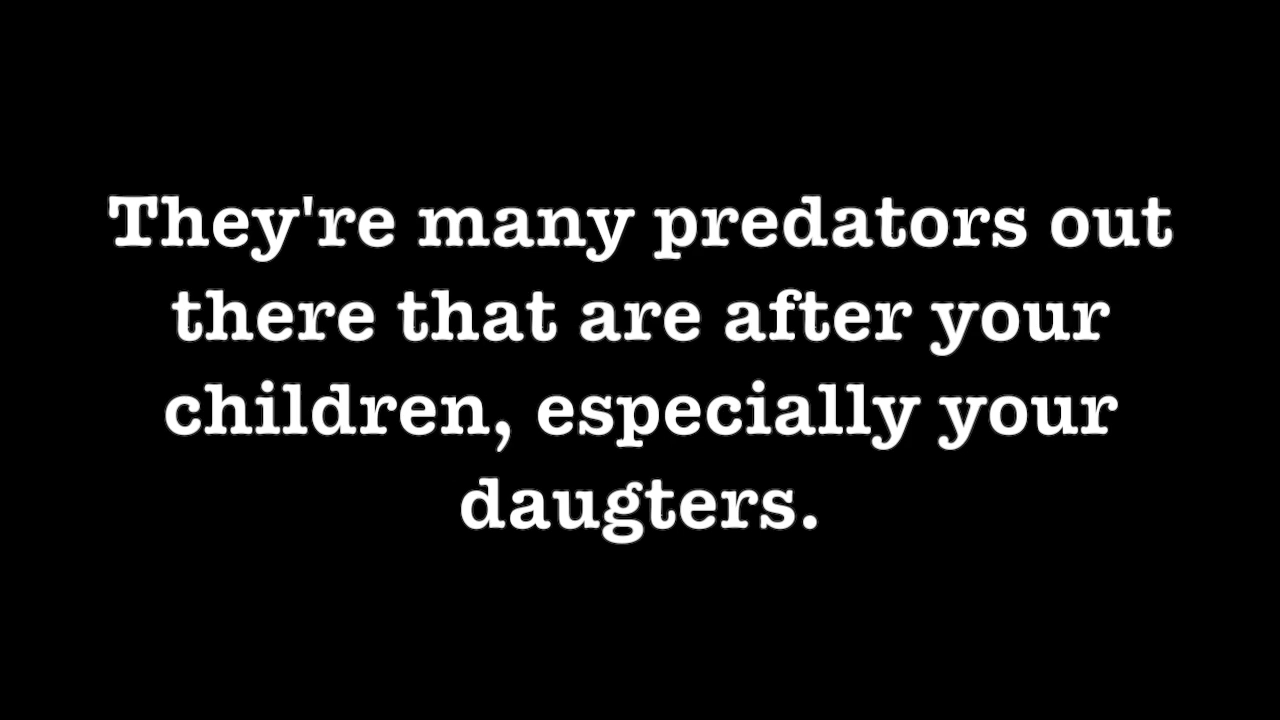 They're many predators out
there that are after your
children, especially your
daugters.